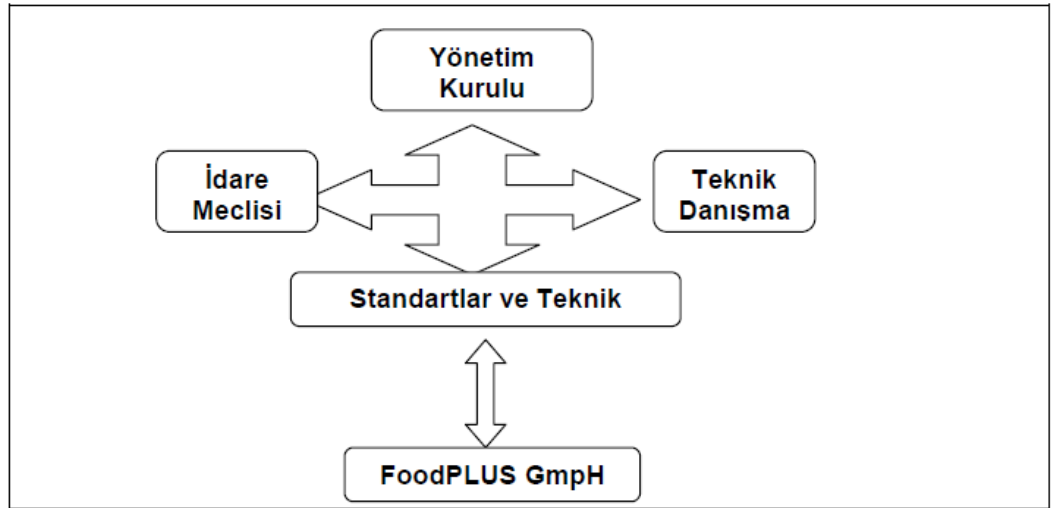 Yönetim
Kurulu
İdare
Meclisi
Teknik
Danışma
Standartlar ve Teknik
FoodPLUS GmpH